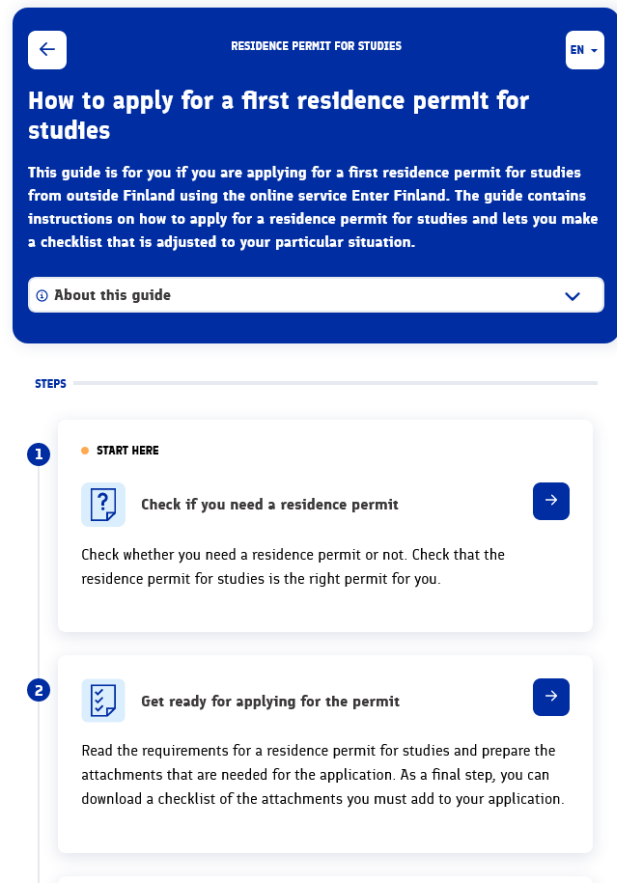 RESIDENCE PERMIT FOR STUDIES
EN
How to apply for a first residence permit for
studies
This guide is for you if you are applying for a first residence permit for studies
from outside Finland using the online service Enter Finland. The guide contains
instructions on how to apply for a residence permit for studies and lets you make
a checklist that is adjusted to your particular situation.
About this guide
STEPS
1
START HERE
Check if you need a residence permit
Check whether you need a residence permit or not. Check that the
residence permit for studies is the right permit for you.
2
Get ready for applying for the permit
Read the requirements for a residence permit for studies and prepare the
attachments that are needed for the application. As a final step, you can
download a checklist of the attachments you must add to your application.